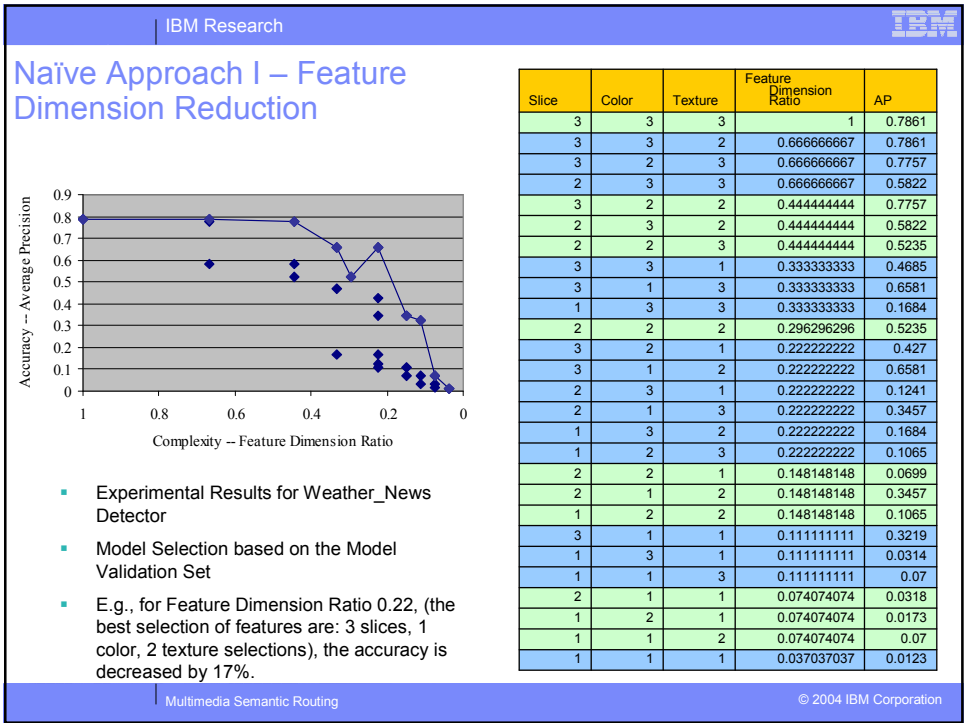 IBM Research
IBM
Naïve Approach I – Feature
Dimension Reduction
Accuracy -- Average Precision
0.9
0.8
0.7
0.6
0.5
0.4
0.3
0.2
0.1
0
1 0.8 0.6 0.4 0.2 0
Complexity -- Feature Dimension Ratio
Experimental Results for Weather_News
Detector
Model Selection based on the Model
Validation Set
E.g., for Feature Dimension Ratio 0.22, (the
best selection of features are: 3 slices, 1
color, 2 texture selections), the accuracy is
decreased by 17%.
Slice Color Texture Feature Dimension Ratio AP
3 3 3 1 0.7861
3 3 2 0.666666667 0.7861
3 2 3 0.666666667 0.7757
2 3 3 0.666666667 0.5822
3 2 2 0.444444444 0.7757
2 3 2 0.444444444 0.5822
2 2 3 0.444444444 0.5235
3 3 1 0.333333333 0.4685
3 1 3 0.333333333 0.6581
1 3 3 0.333333333 0.1684
2 2 2 0.296296296 0.5235
3 2 1 0.222222222 0.427
3 1 2 0.222222222 0.6581
2 3 1 0.222222222 0.1241
2 1 3 0.222222222 0.3457
1 3 2 0.222222222 0.1684
1 2 3 0.222222222 0.1065
2 2 1 0.148148148 0.0699
2 1 2 0.148148148 0.3457
1 2 2 0.148148148 0.1065
3 1 1 0.111111111 0.3219
1 3 1 0.111111111 0.0314
1 1 3 0.111111111 0.07
2 1 1 0.074074074 0.0318
1 2 1 0.074074074 0.0173
1 1 2 0.074074074 0.07
1 1 1 0.037037037 0.0123
Multimedia Semantic Routing
© 2004 IBM Corporation